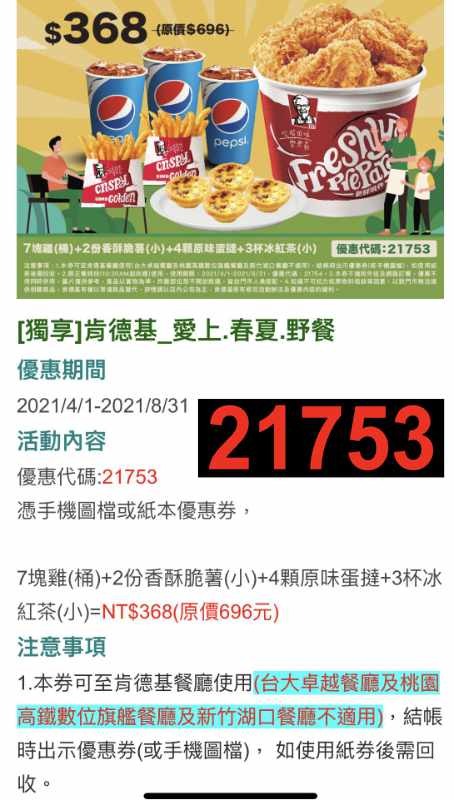 $368 (原價$696)
pepsi
KFC
CRISPY
GOLDEN
Freshly
Prepared
7塊雞(桶)+2份香酥脆薯(小)+4顆原味蛋撻+3杯冰紅茶(小) 優惠代碼:21753
[獨享]肯德基_愛上.春夏.野餐
優惠期間
2021/4/1-2021/8/31
21753
活動內容
優惠代碼:21753
憑手機圖檔或紙本優惠券，
7塊雞(桶)+2份香酥脆薯(小)+4顆原味蛋撻+3杯冰
紅茶(小)=NT$368(原價696元)
注意事項
1.本券可至肯德基餐廳使用(台大卓越餐廳及桃園
高鐵數位旗艦餐廳及新竹湖口餐廳不適用)，結帳
時出示優惠券(或手機圖檔)， 如使用紙券後需回
收。